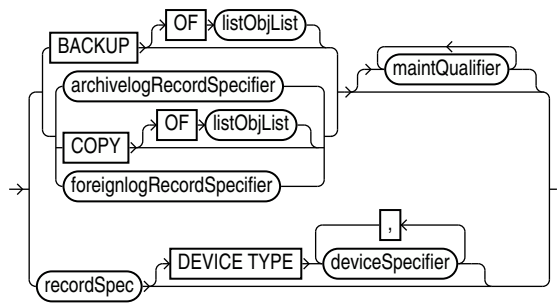 OF listObjList
BACKUP
maintQualifier
archivelogRecordSpecifier
OF listObjList
COPY
foreignlogRecordSpecifier
,
DEVICE TYPE deviceSpecifier
recordSpec